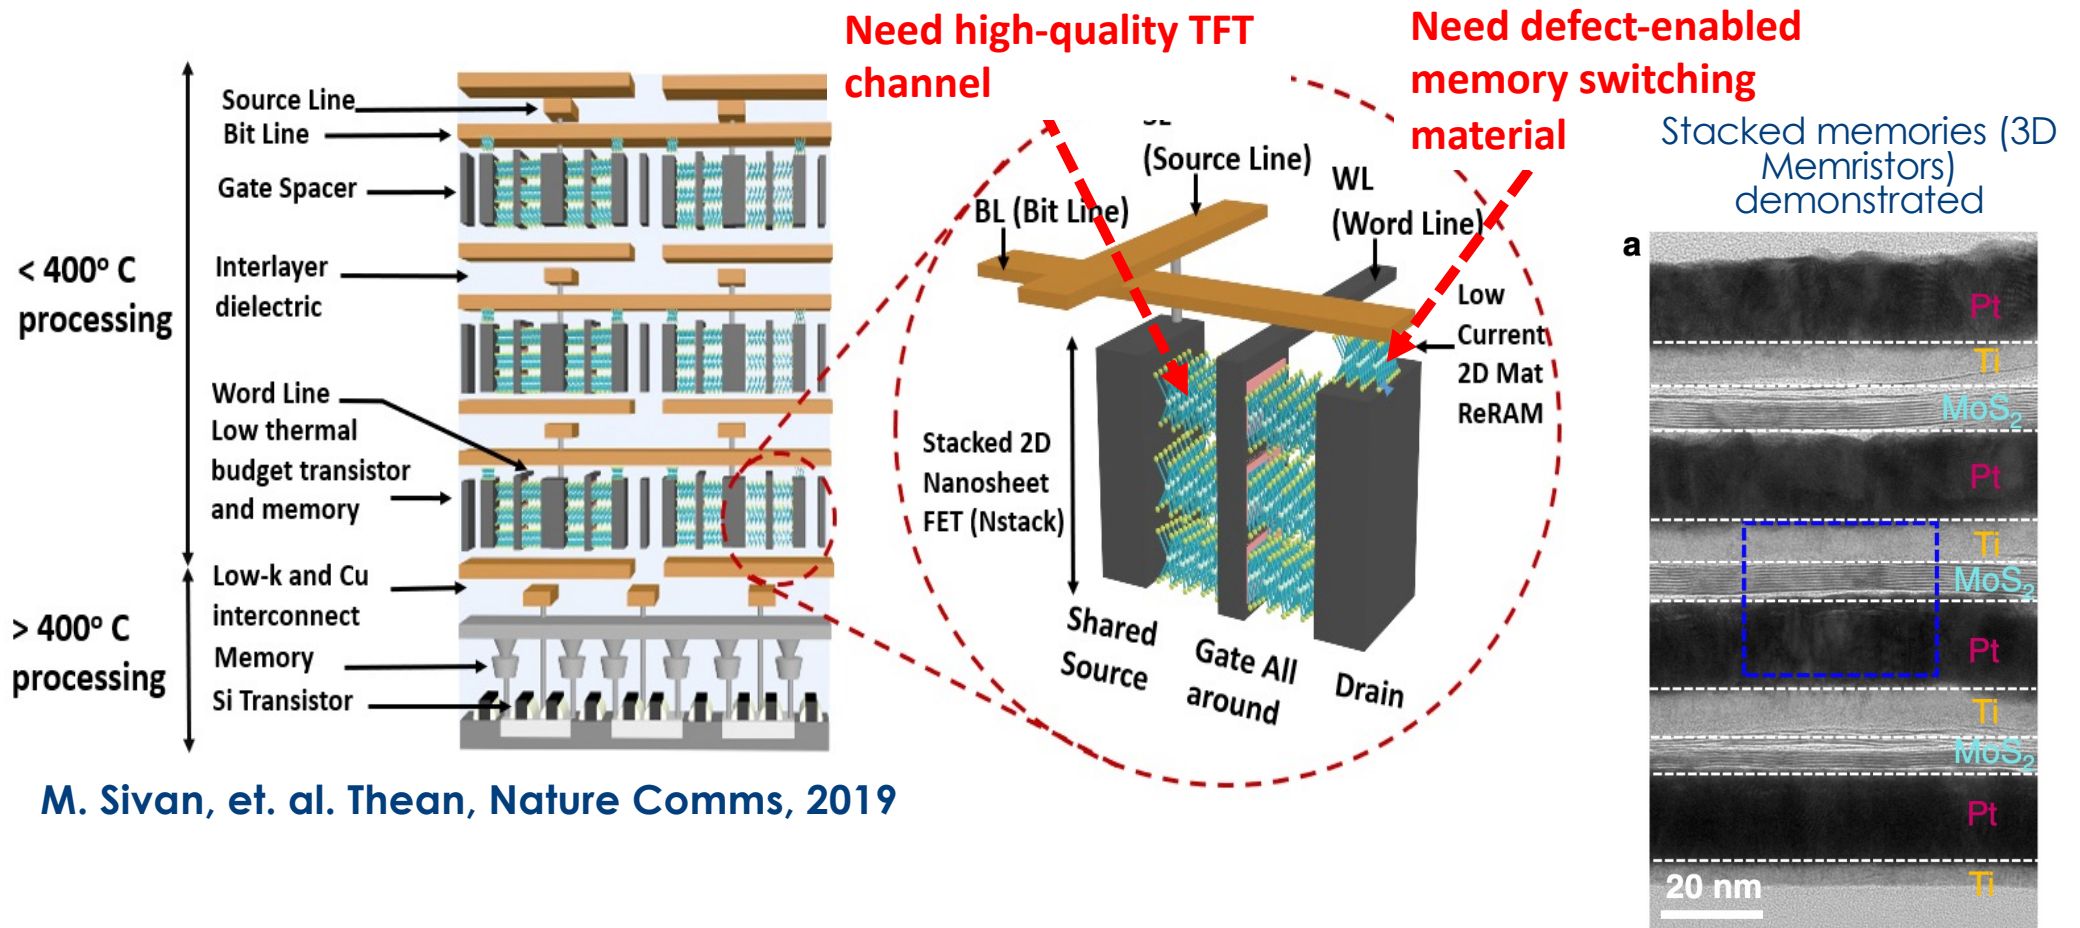 Need high-quality TFT
channel
Need defect-enabled
memory switching
material
Stacked memories (3D
Memristors)
demonstrated
Source Line
Bit Line
Gate Spacer
Interlayer
dielectric
Word Line
Low thermal
budget transistor
and memory
Low-k and Cu
interconnect
Memory
Si Transistor
< 400° C
processing
> 400° C
processing
(Source Line)
BL (Bit Line)
WL
(Word Line)
Low
Current
2D Mat
ReRAM
Stacked 2D
Nanosheet
FET (Nstack)
Shared
Source
Gate All
around
Drain
a
Pt
Ti
MoS2
Pt
Ti
MoS2
Pt
Ti
MoS2
Pt
Ti
20 nm
M. Sivan, et. al. Thean, Nature Comms, 2019